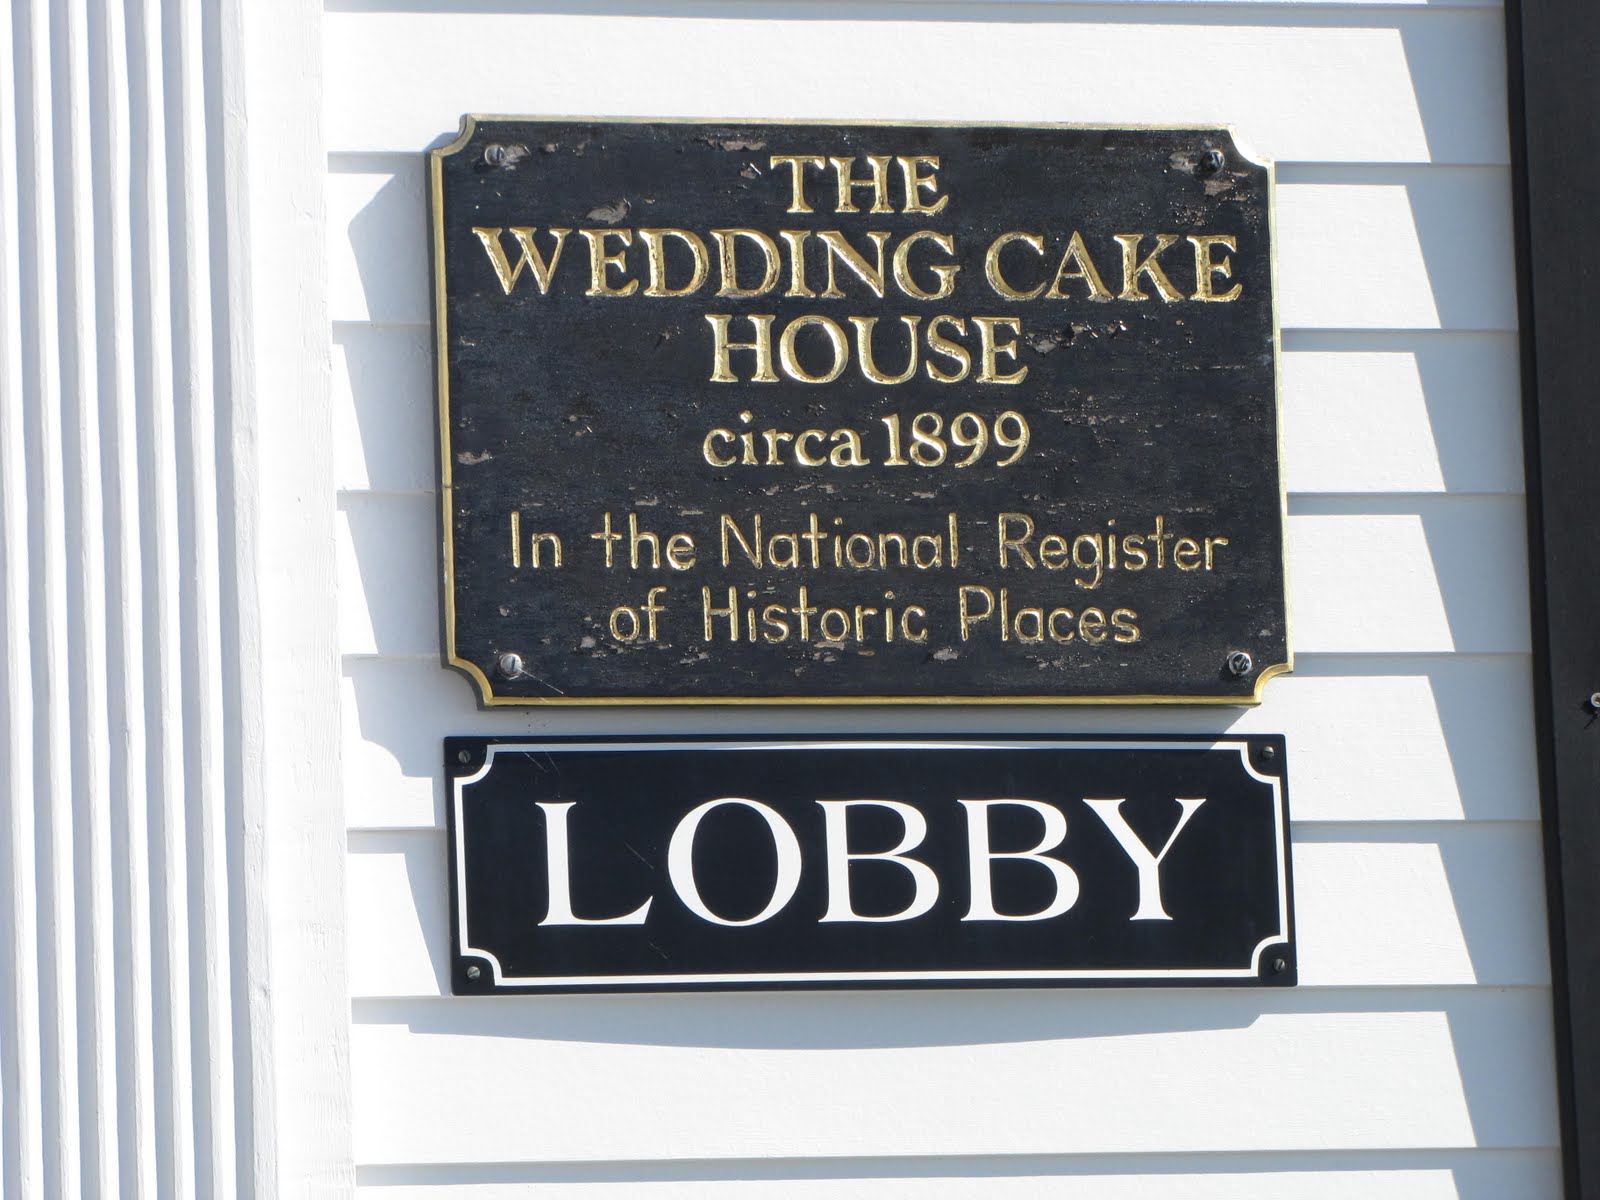 THE
WEDDING CAKE
HOUSE
circa 1899
In the National Register
of Historic Places
LOBBY